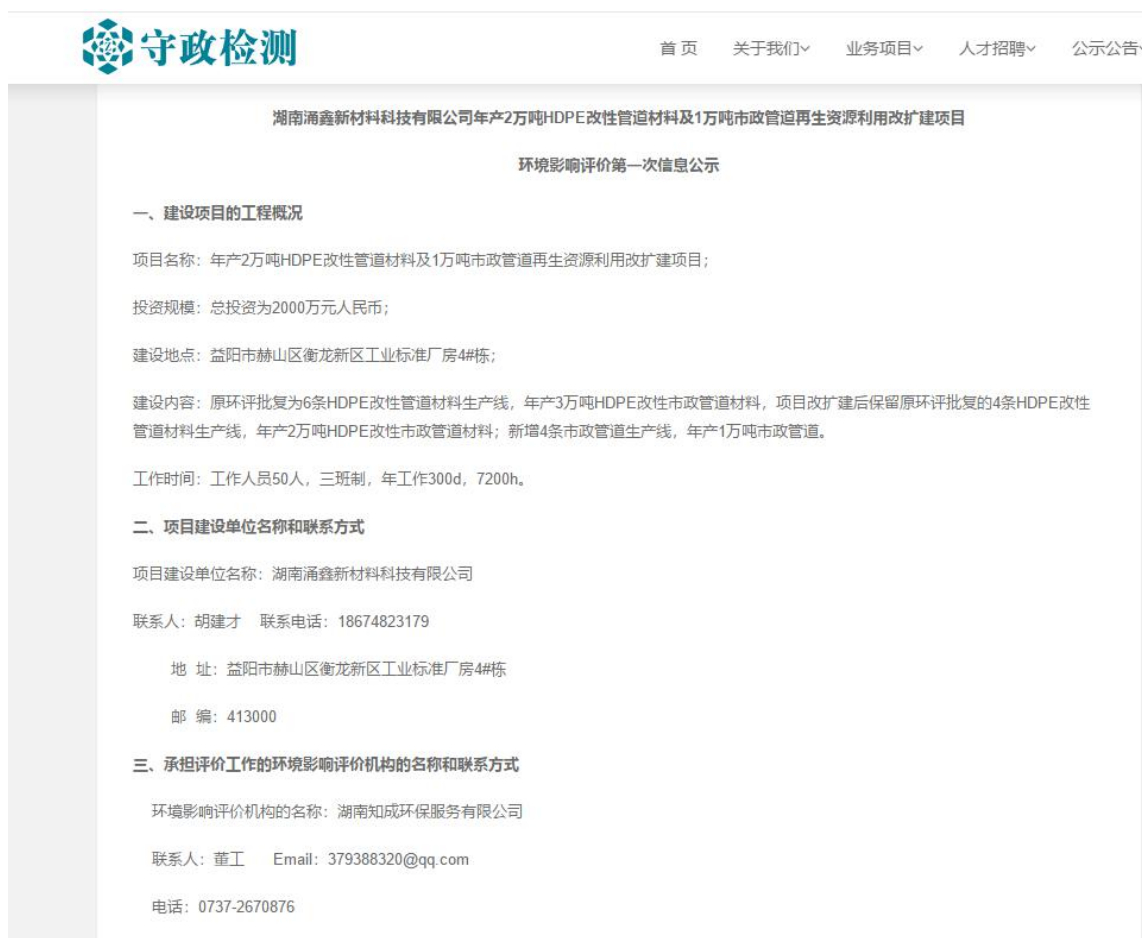 守政检测
首 页 关于我们 业务项目 人才招聘 公示公告
湖南涌鑫新材料科技有限公司年产2万吨HDPE改性管道材料及1万吨市政管道再生资源利用改扩建项目
环境影响评价第一次信息公示
一、建设项目的工程概况
项目名称：年产2万吨HDPE改性管道材料及1万吨市政管道再生资源利用改扩建项目；
投资规模：总投资为2000万元人民币；
建设地点：益阳市赫山区衡龙新区工业标准厂房4#栋；
建设内容：原环评批复为6条HDPE改性管道材料生产线，年产3万吨HDPE改性市政管道材料，项目改扩建后保留原环评批复的4条HDPE改性
管道材料生产线，年产2万吨HDPE改性市政管道材料；新增4条市政管道生产线，年产1万吨市政管道。
工作时间：工作人员50人，三班制，年工作300d，7200h。
二、项目建设单位名称和联系方式
项目建设单位名称：湖南涌鑫新材料科技有限公司
联系人：胡建才 联系电话：18674823179
地 址：益阳市赫山区衡龙新区工业标准厂房4#栋
邮 编：413000
三、承担评价工作的环境影响评价机构的名称和联系方式
环境影响评价机构的名称：湖南知成环保服务有限公司
联系人：董工 Email：379388320@qq.com
电话：0737-2670876